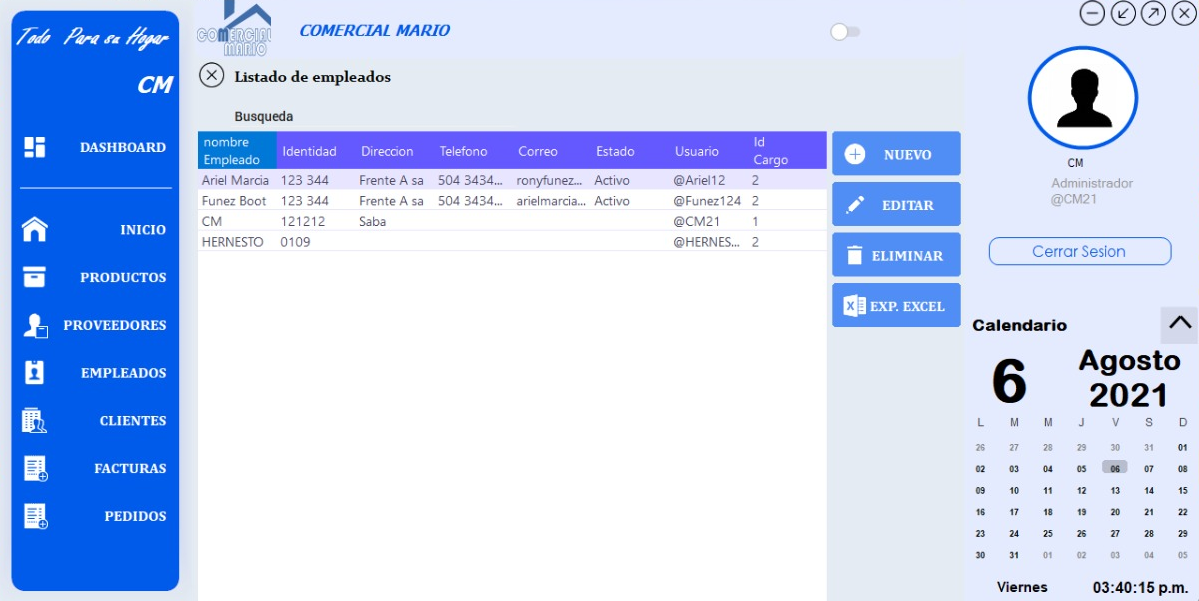 Todo Para su Hogar
CM
DASHBOARD
INICIO
PRODUCTOS
PROVEEDORES
EMPLEADOS
CLIENTES
FACTURAS
PEDIDOS
COMERCIAL
MARIO
COMERCIAL MARIO
Listado de empleados
Busqueda
nombre Empleado Identidad Direccion Telefono Correo Estado Usuario Id Cargo
Ariel Marcia 123 344 Frente A sa 504 3434... ronyfunez... Activo @Ariel12 2
Funez Boot 123 344 Frente A sa 504 3434... arielmarcia... Activo @Funez124 2
CM 121212 Saba @CM21 1
HERNESTO 0109 @HERNES... 2
NUEVO
EDITAR
ELIMINAR
EXP. EXCEL
CM
Administrador
@CM21
Cerrar Sesion
Calendario
6 Agosto
2021
L M M J V S D
26 27 28 29 30 31 01
02 03 04 05 06 07 08
09 10 11 12 13 14 15
16 17 18 19 20 21 22
23 24 25 26 27 28 29
30 31 01 02 03 04 05
Viernes 03:40:15 p.m.